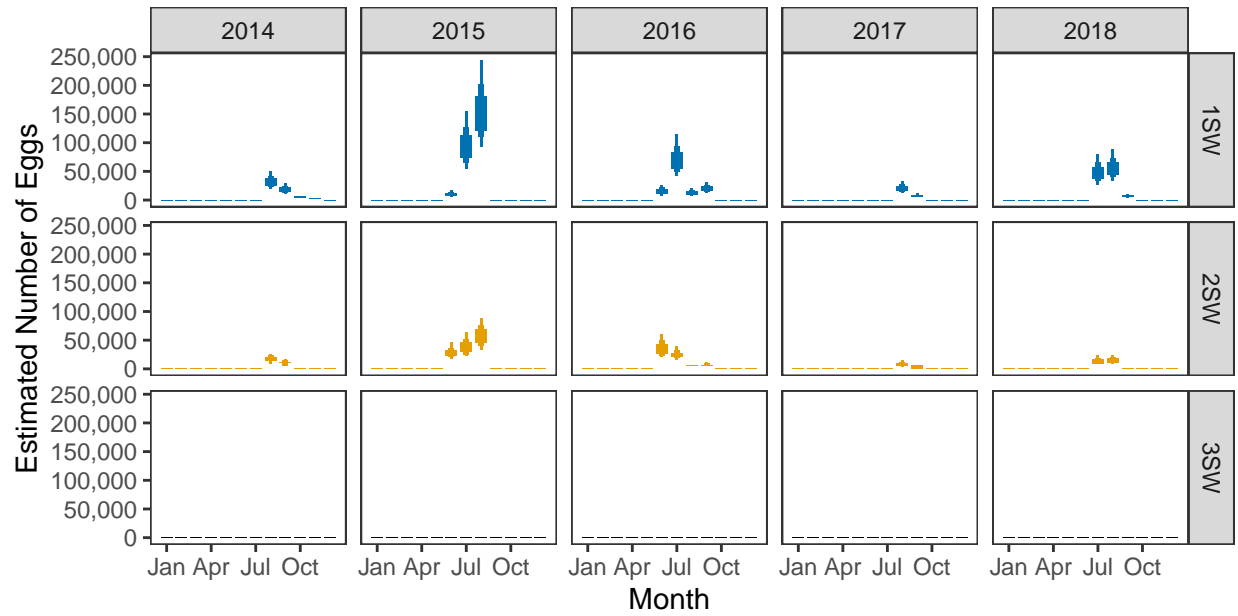 2014 2015 2016 2017 2018
Estimated Number of Eggs
250,000
200,000
150,000
100,000
50,000
0
1SW
250,000
200,000
150,000
100,000
50,000
0
2SW
250,000
200,000
150,000
100,000
50,000
0
3SW
Jan Apr Jul Oct Jan Apr Jul Oct Jan Apr Jul Oct Jan Apr Jul Oct Jan Apr Jul Oct
Month